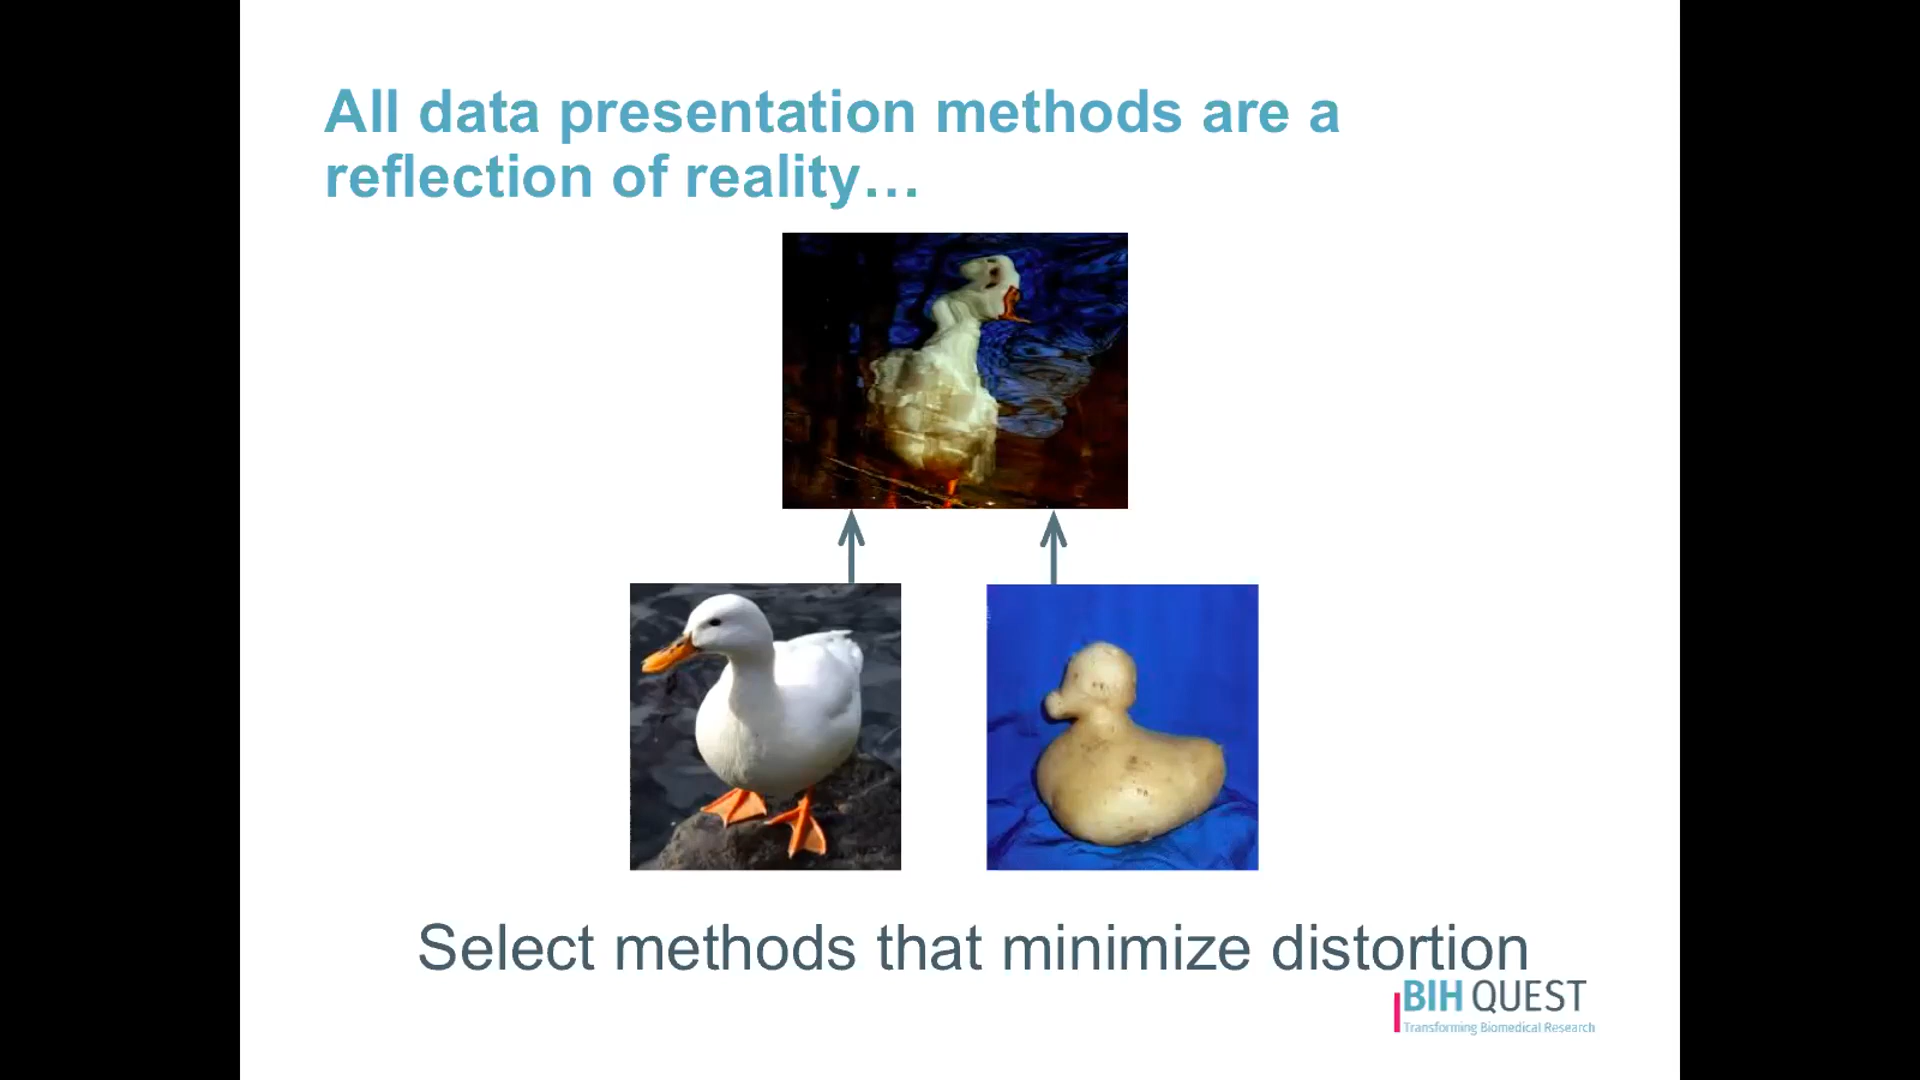 All data presentation methods are a
reflection of reality…
Select methods that minimize distortion
BIH QUEST
Transforming Biomedical Research